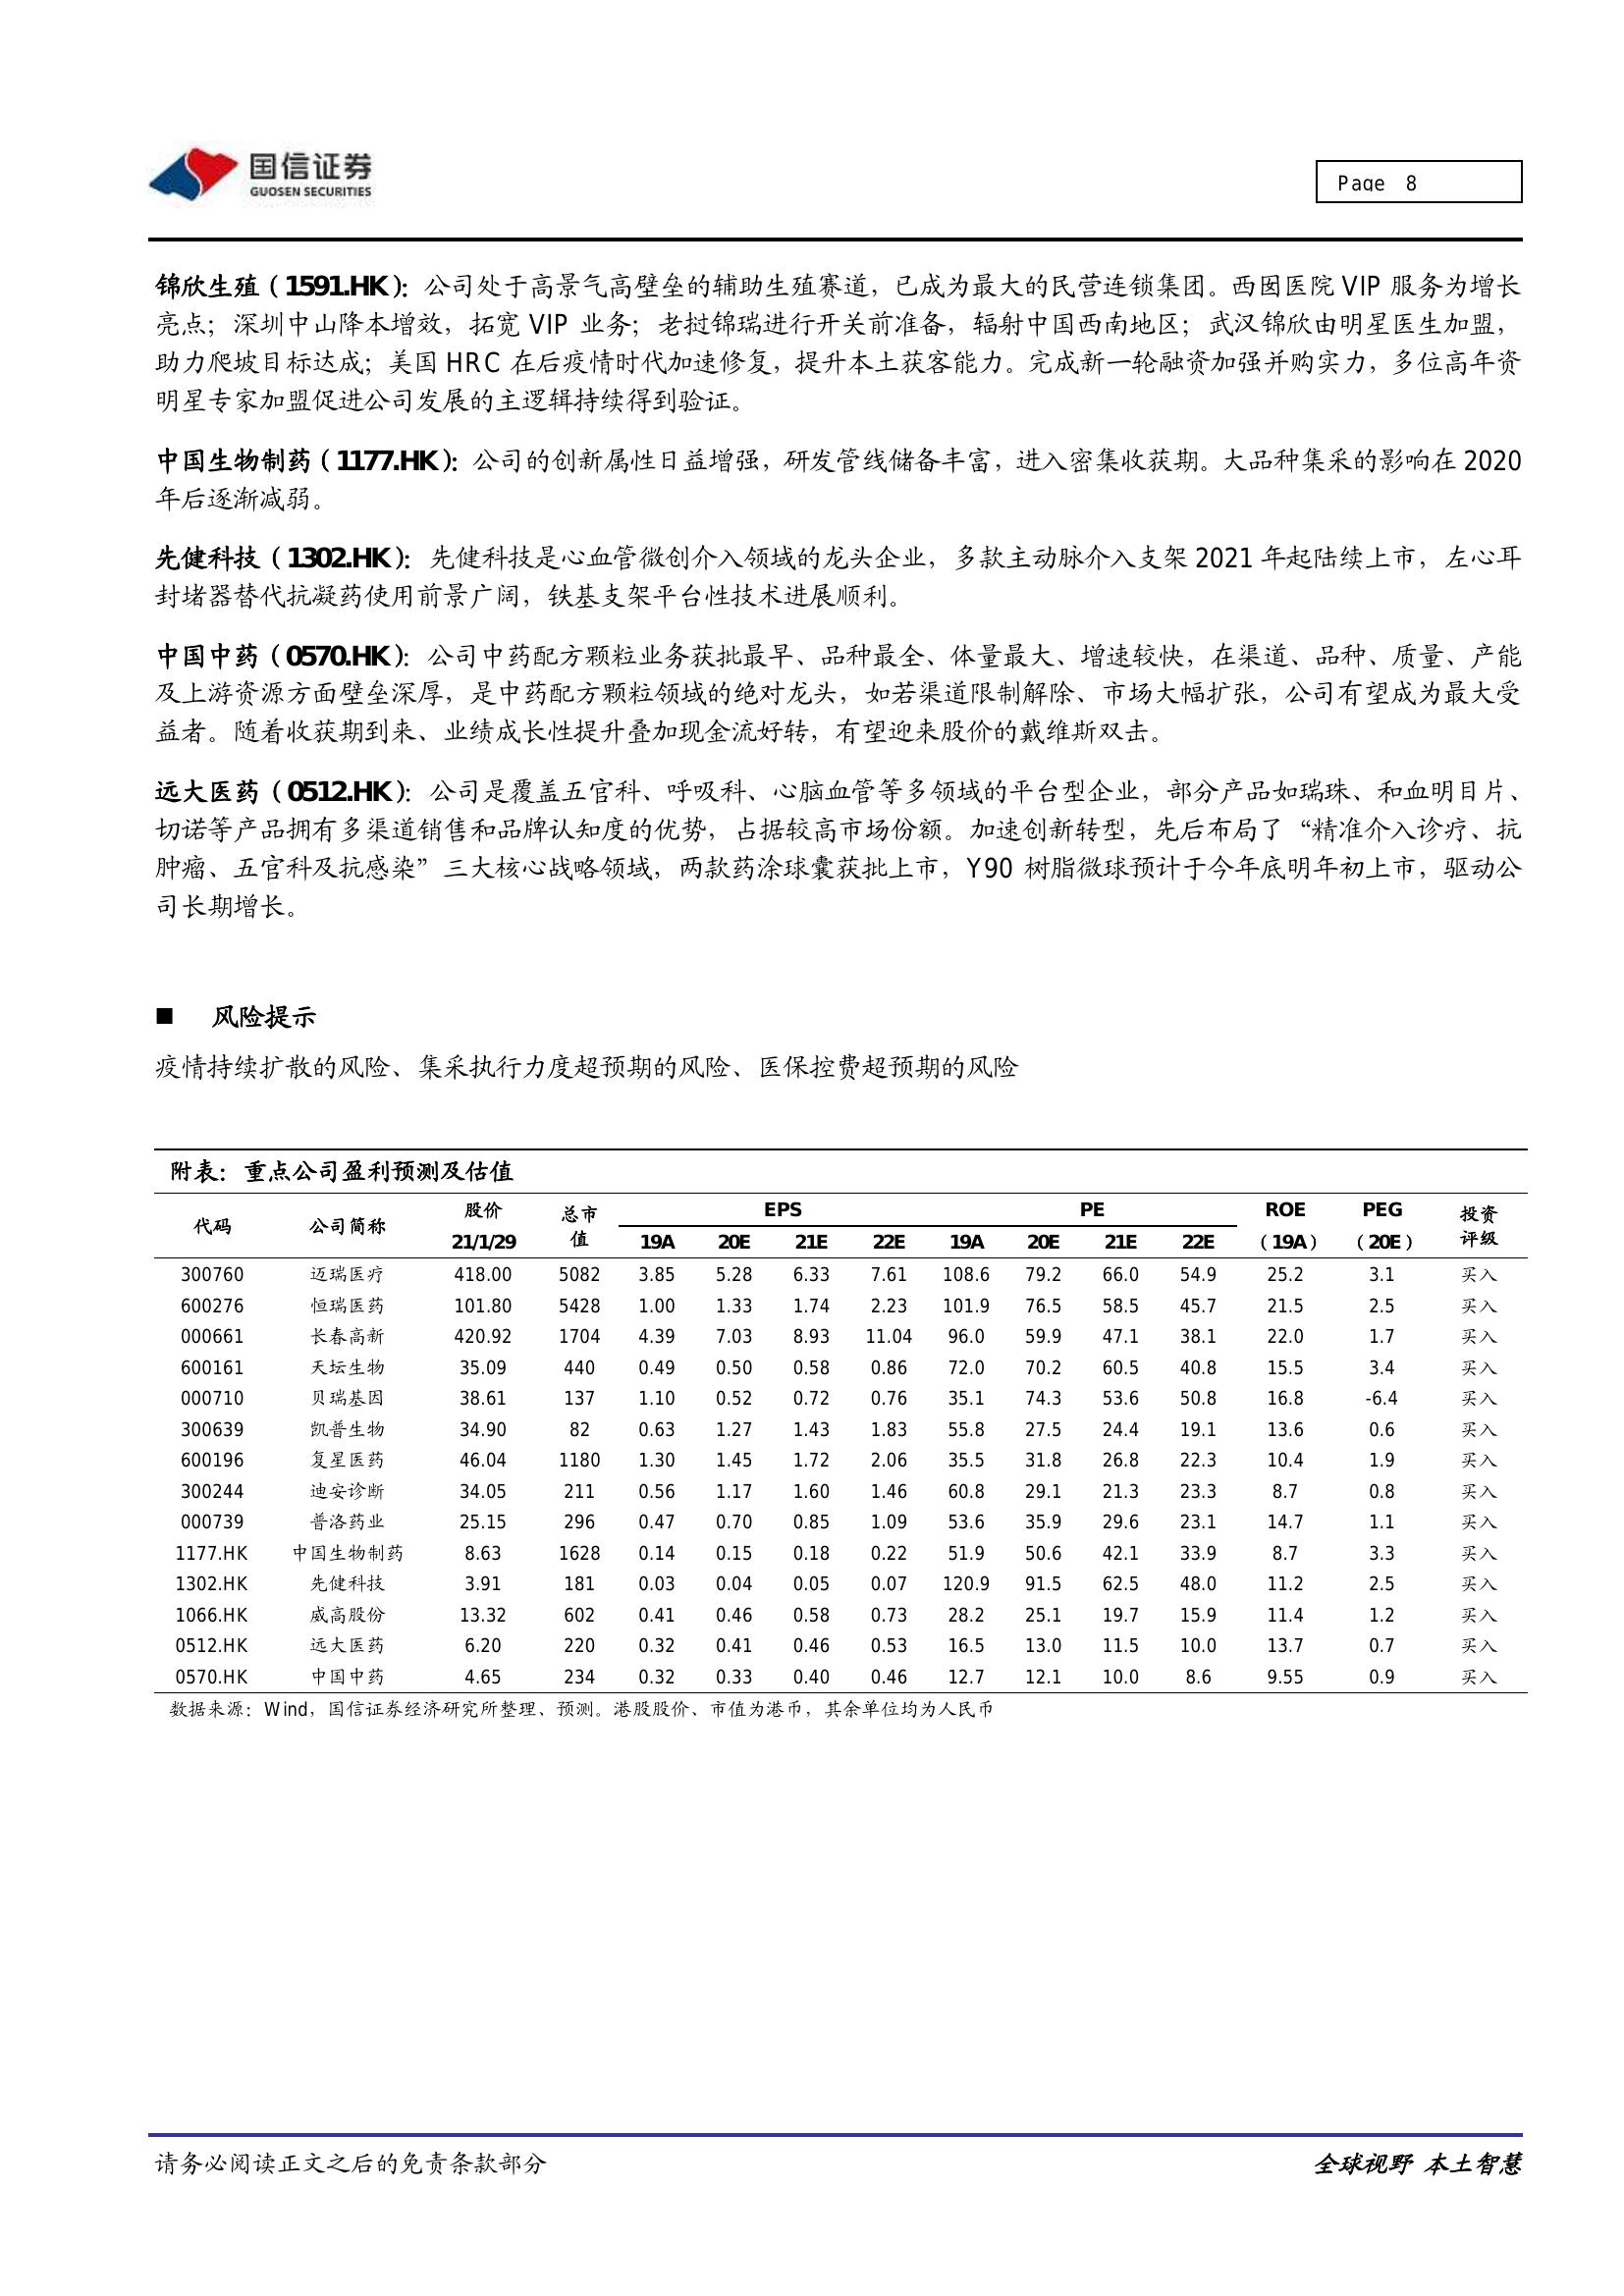 国信证券
GUOSEN SECURITIES
Page 8
锦欣生殖（1591.HK）：公司处于高景气高壁垒的辅助生殖赛道，已成为最大的民营连锁集团。西囡医院 VIP 服务为增长
亮点；深圳中山降本增效，拓宽 VIP 业务；老挝锦瑞进行开关前准备，辐射中国西南地区；武汉锦欣由明星医生加盟，
助力爬坡目标达成；美国 HRC 在后疫情时代加速修复，提升本土获客能力。完成新一轮融资加强并购实力，多位高年资
明星专家加盟促进公司发展的主逻辑持续得到验证。
中国生物制药（1177.HK）：公司的创新属性日益增强，研发管线储备丰富，进入密集收获期。大品种集采的影响在 2020
年后逐渐减弱。
先健科技（1302.HK）：先健科技是心血管微创介入领域的龙头企业，多款主动脉介入支架 2021 年起陆续上市，左心耳
封堵器替代抗凝药使用前景广阔，铁基支架平台性技术进展顺利。
中国中药（0570.HK）：公司中药配方颗粒业务获批最早、品种最全、体量最大、增速较快，在渠道、品种、质量、产能
及上游资源方面壁垒深厚，是中药配方颗粒领域的绝对龙头，如若渠道限制解除、市场大幅扩张，公司有望成为最大受
益者。随着收获期到来、业绩成长性提升叠加现金流好转，有望迎来股价的戴维斯双击。
远大医药（0512.HK）：公司是覆盖五官科、呼吸科、心脑血管等多领域的平台型企业，部分产品如瑞珠、和血明目片、
切诺等产品拥有多渠道销售和品牌认知度的优势，占据较高市场份额。加速创新转型，先后布局了“精准介入诊疗、抗
肿瘤、五官科及抗感染”三大核心战略领域，两款药涂球囊获批上市，Y90 树脂微球预计于今年底明年初上市，驱动公
司长期增长。
■ 风险提示
疫情持续扩散的风险、集采执行力度超预期的风险、医保控费超预期的风险
附表：重点公司盈利预测及估值
代码 公司简称 股价 总市值 EPS PE ROE PEG 投资评级
21/1/29 19A 20E 21E 22E 19A 20E 21E 22E （19A） （20E）
300760 迈瑞医疗 418.00 5082 3.85 5.28 6.33 7.61 108.6 79.2 66.0 54.9 25.2 3.1 买入
600276 恒瑞医药 101.80 5428 1.00 1.33 1.74 2.23 101.9 76.5 58.5 45.7 21.5 2.5 买入
000661 长春高新 420.92 1704 4.39 7.03 8.93 11.04 96.0 59.9 47.1 38.1 22.0 1.7 买入
600161 天坛生物 35.09 440 0.49 0.50 0.58 0.86 72.0 70.2 60.5 40.8 15.5 3.4 买入
000710 贝瑞基因 38.61 137 1.10 0.52 0.72 0.76 35.1 74.3 53.6 50.8 16.8 -6.4 买入
300639 凯普生物 34.90 82 0.63 1.27 1.43 1.83 55.8 27.5 24.4 19.1 13.6 0.6 买入
600196 复星医药 46.04 1180 1.30 1.45 1.72 2.06 35.5 31.8 26.8 22.3 10.4 1.9 买入
300244 迪安诊断 34.05 211 0.56 1.17 1.60 1.46 60.8 29.1 21.3 23.3 8.7 0.8 买入
000739 普洛药业 25.15 296 0.47 0.70 0.85 1.09 53.6 35.9 29.6 23.1 14.7 1.1 买入
1177.HK 中国生物制药 8.63 1628 0.14 0.15 0.18 0.22 51.9 50.6 42.1 33.9 8.7 3.3 买入
1302.HK 先健科技 3.91 181 0.03 0.04 0.05 0.07 120.9 91.5 62.5 48.0 11.2 2.5 买入
1066.HK 威高股份 13.32 602 0.41 0.46 0.58 0.73 28.2 25.1 19.7 15.9 11.4 1.2 买入
0512.HK 远大医药 6.20 220 0.32 0.41 0.46 0.53 16.5 13.0 11.5 10.0 13.7 0.7 买入
0570.HK 中国中药 4.65 234 0.32 0.33 0.40 0.46 12.7 12.1 10.0 8.6 9.55 0.9 买入
数据来源：Wind，国信证券经济研究所整理、预测。港股股价、市值为港币，其余单位均为人民币
请务必阅读正文之后的免责条款部分
全球视野 本土智慧